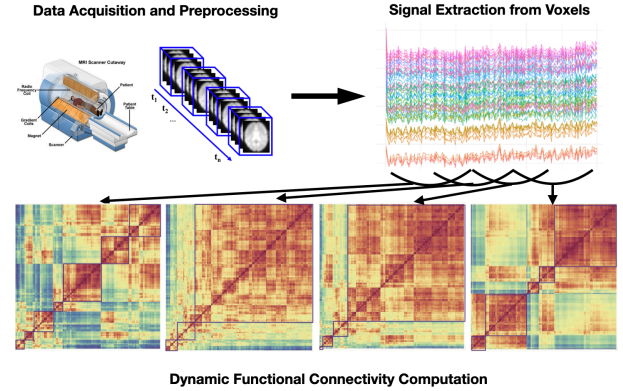 Data Acquisition and Preprocessing
Signal Extraction from Voxels
MRI Scanner Cutaway
Radio
Frequency
Coil
Patient
Patient
Table
Gradient
Coils
Magnet
Scanner
t1
t2
...
tn
Dynamic Functional Connectivity Computation